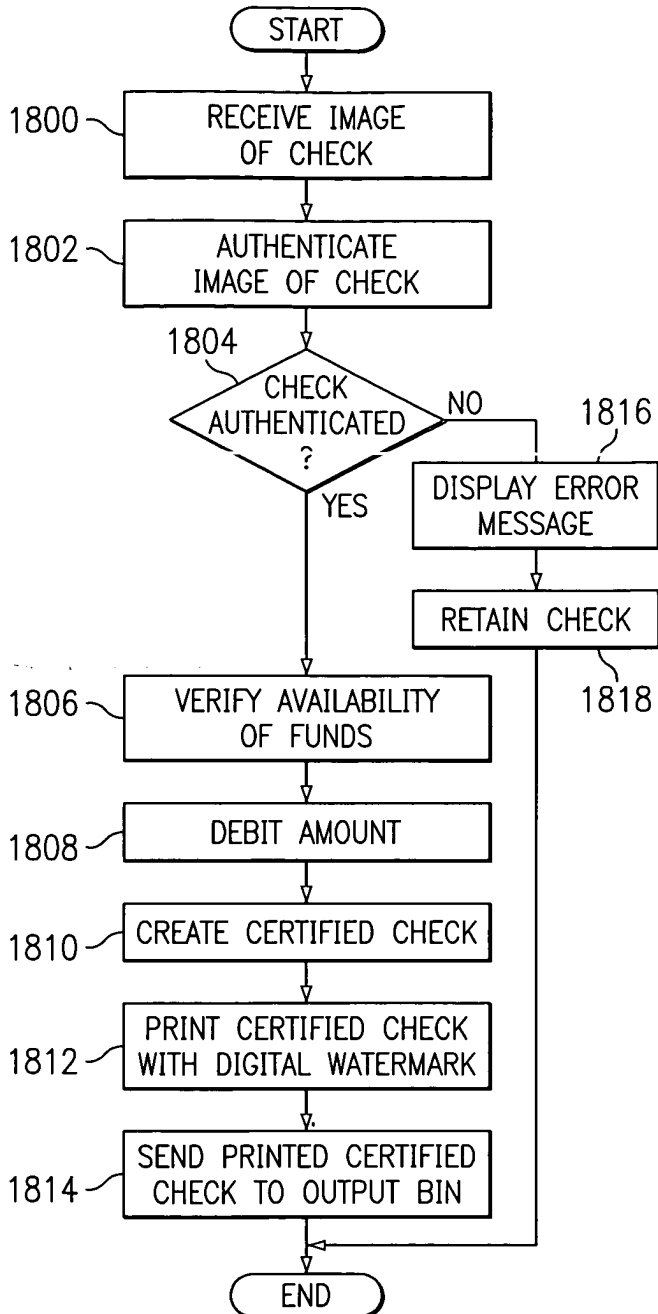 START
1800
RECEIVE IMAGE
OF CHECK
1802
AUTHENTICATE
IMAGE OF CHECK
1804
CHECK
AUTHENTICATED
?
NO
YES
1816
DISPLAY ERROR
MESSAGE
RETAIN CHECK
1818
1806
VERIFY AVAILABILITY
OF FUNDS
1808
DEBIT AMOUNT
1810
CREATE CERTIFIED CHECK
1812
PRINT CERTIFIED CHECK
WITH DIGITAL WATERMARK
1814
SEND PRINTED CERTIFIED
CHECK TO OUTPUT BIN
END